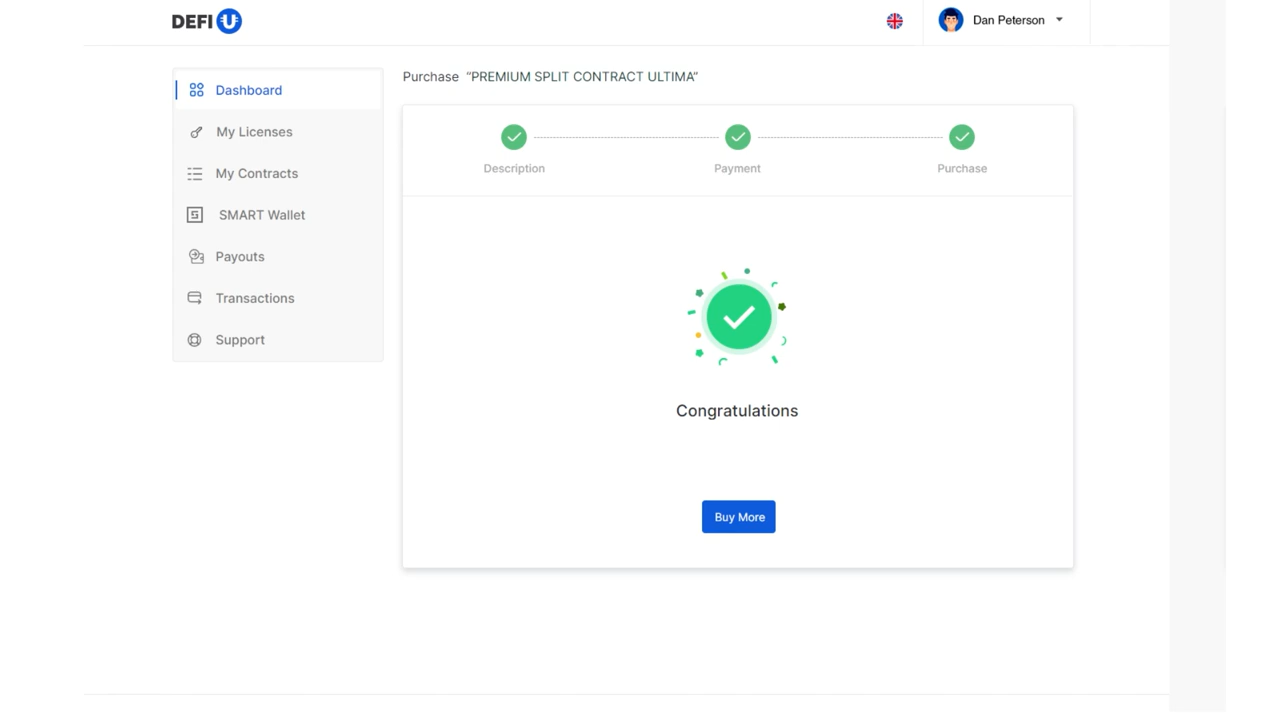 DEFI U
Dan Peterson
Dashboard
My Licenses
My Contracts
SMART Wallet
Payouts
Transactions
Support
Purchase “PREMIUM SPLIT CONTRACT ULTIMA”
Description Payment Purchase
Congratulations
Buy More